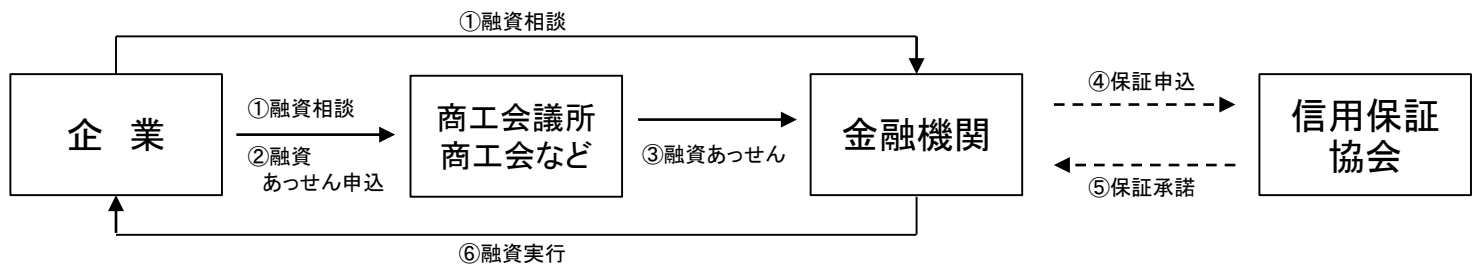 ①融資相談
企　業
①融資相談
②融資
あっせん申込
商工会議所
商工会など
③融資あっせん
金融機関
④保証申込
⑤保証承諾
信用保証
協会
⑥融資実行